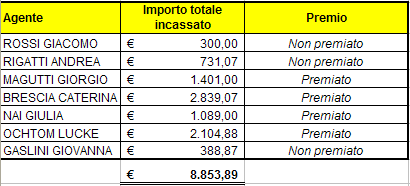 Agente Importo totale incassato Premio
ROSSI GIACOMO € 300,00 Non premiato
RIGATTI ANDREA € 731,07 Non premiato
MAGUTTI GIORGIO € 1.401,00 Premiato
BRESCIA CATERINA € 2.839,07 Premiato
NAI GIULIA € 1.089,00 Premiato
OCHTOM LUCKE € 2.104,88 Premiato
GASLINI GIOVANNA € 388,87 Non premiato
€ 8.853,89